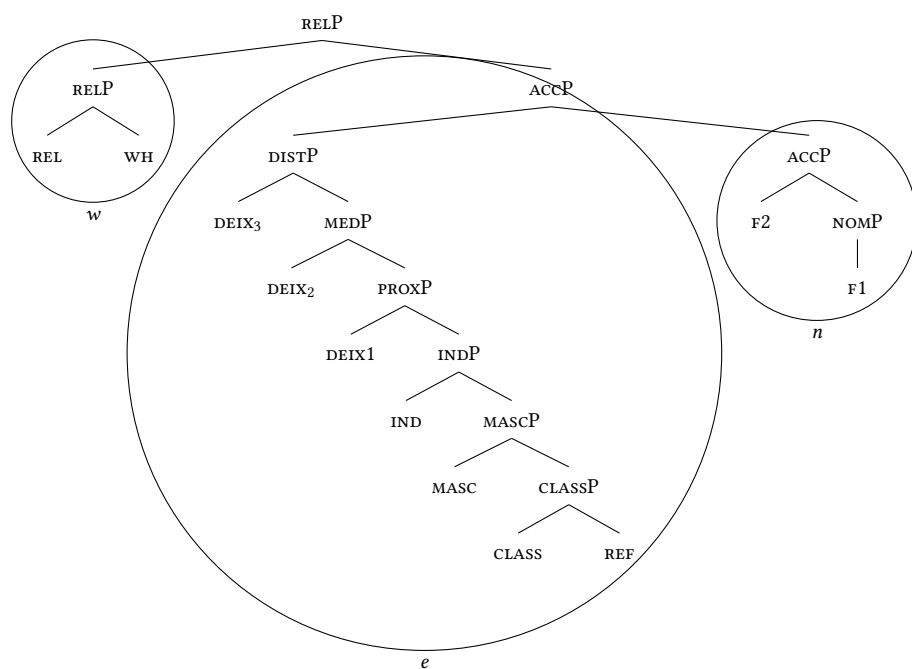 RELP
RELP ACCP
REL WH DISTP ACCP
w DEIX3 MEDP F2 NOMP
DEIX2 PROXP F1
DEIX1 INDP n
IND MASCP
MASC CLASSP
CLASS REF
e